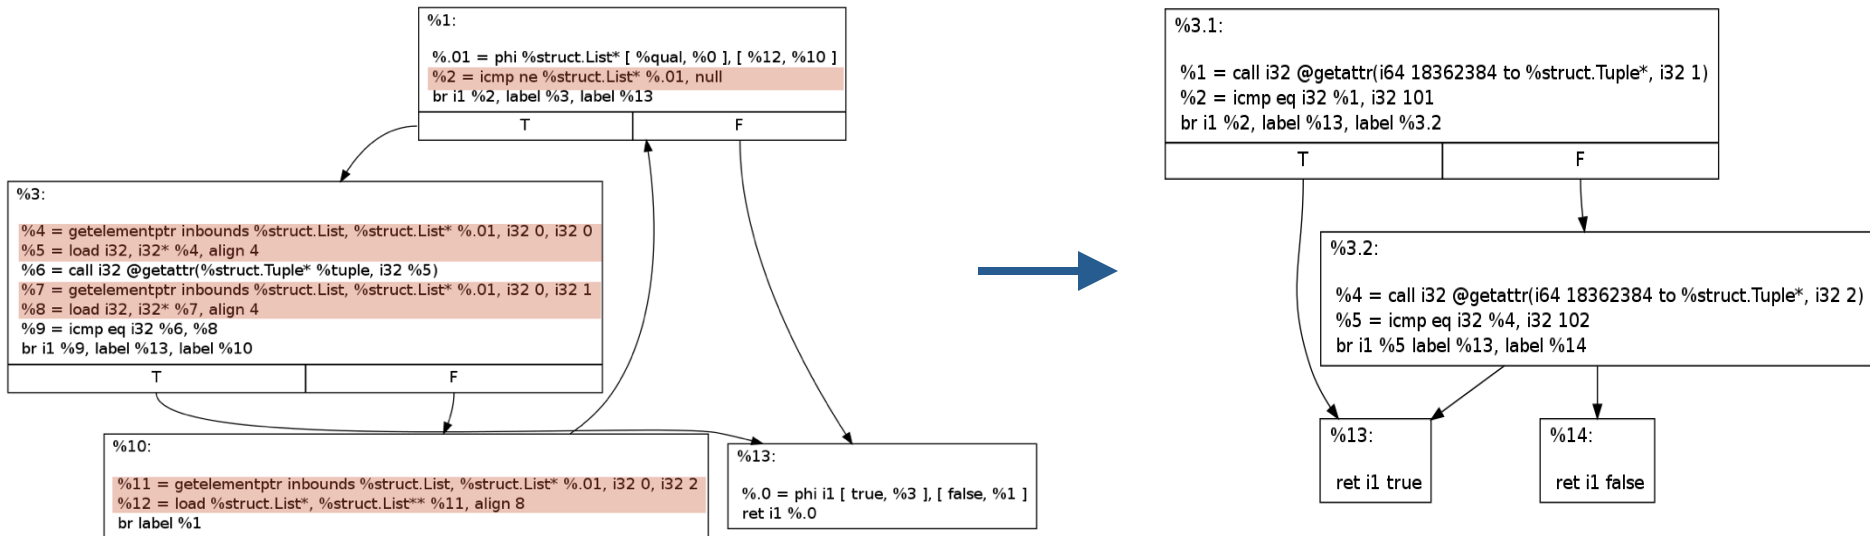 %1:
%.01 = phi %struct.List* [ %qual, %0 ], [ %12, %10 ]
%2 = icmp ne %struct.List* %.01, null
br i1 %2, label %3, label %13
T
F
%3:
%4 = getelementptr inbounds %struct.List, %struct.List* %.01, i32 0, i32 0
%5 = load i32, i32* %4, align 4
%6 = call i32 @getattr(%struct.Tuple* %tuple, i32 %5)
%7 = getelementptr inbounds %struct.List, %struct.List* %.01, i32 0, i32 1
%8 = load i32, i32* %7, align 4
%9 = icmp eq i32 %6, %8
br i1 %9, label %13, label %10
T
F
%10:
%11 = getelementptr inbounds %struct.List, %struct.List* %.01, i32 0, i32 2
%12 = load %struct.List*, %struct.List** %11, align 8
br label %1
%13:
%.0 = phi i1 [ true, %3 ], [ false, %1 ]
ret i1 %.0
%3.1:
%1 = call i32 @getattr(i64 18362384 to %struct.Tuple*, i32 1)
%2 = icmp eq i32 %1, i32 101
br i1 %2, label %13, label %3.2
T
F
%3.2:
%4 = call i32 @getattr(i64 18362384 to %struct.Tuple*, i32 2)
%5 = icmp eq i32 %4, i32 102
br i1 %5 label %13, label %14
%13:
ret i1 true
%14:
ret i1 false